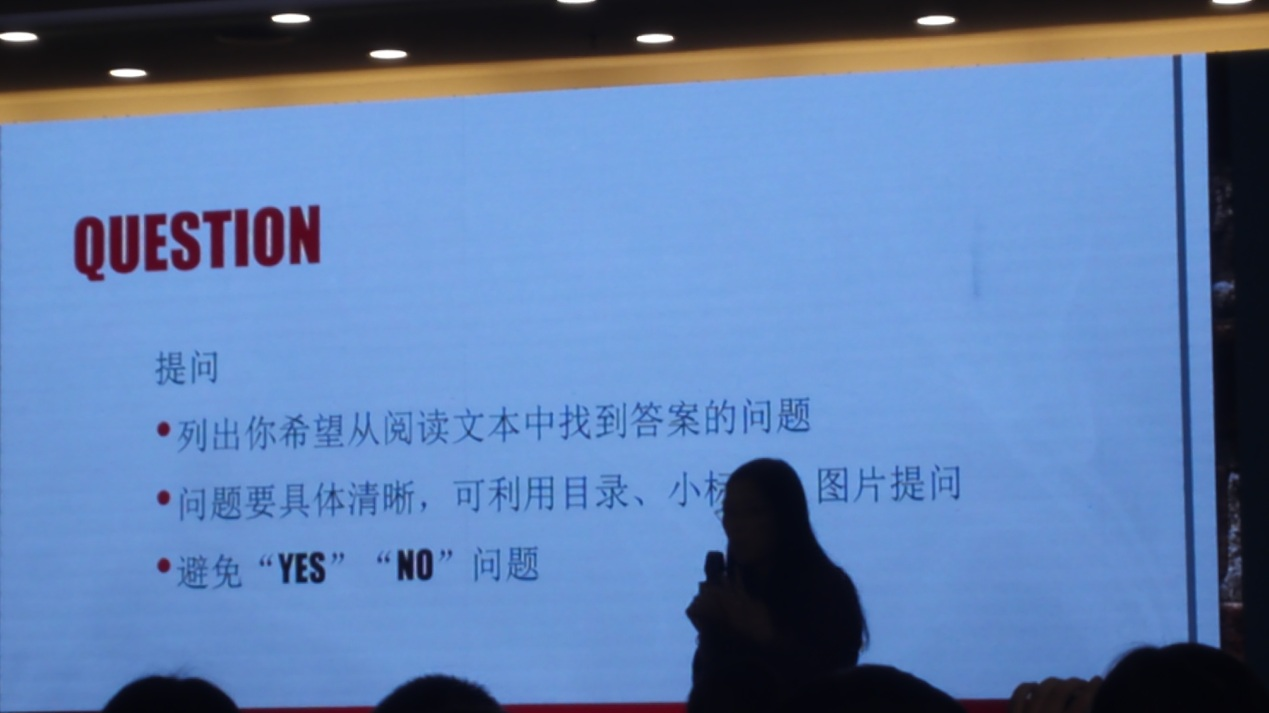 QUESTION
提问
•列出你希望从阅读文本中找到答案的问题
•问题要具体清晰，可利用目录、小标 图片提问
•避免“YES”“NO”问题